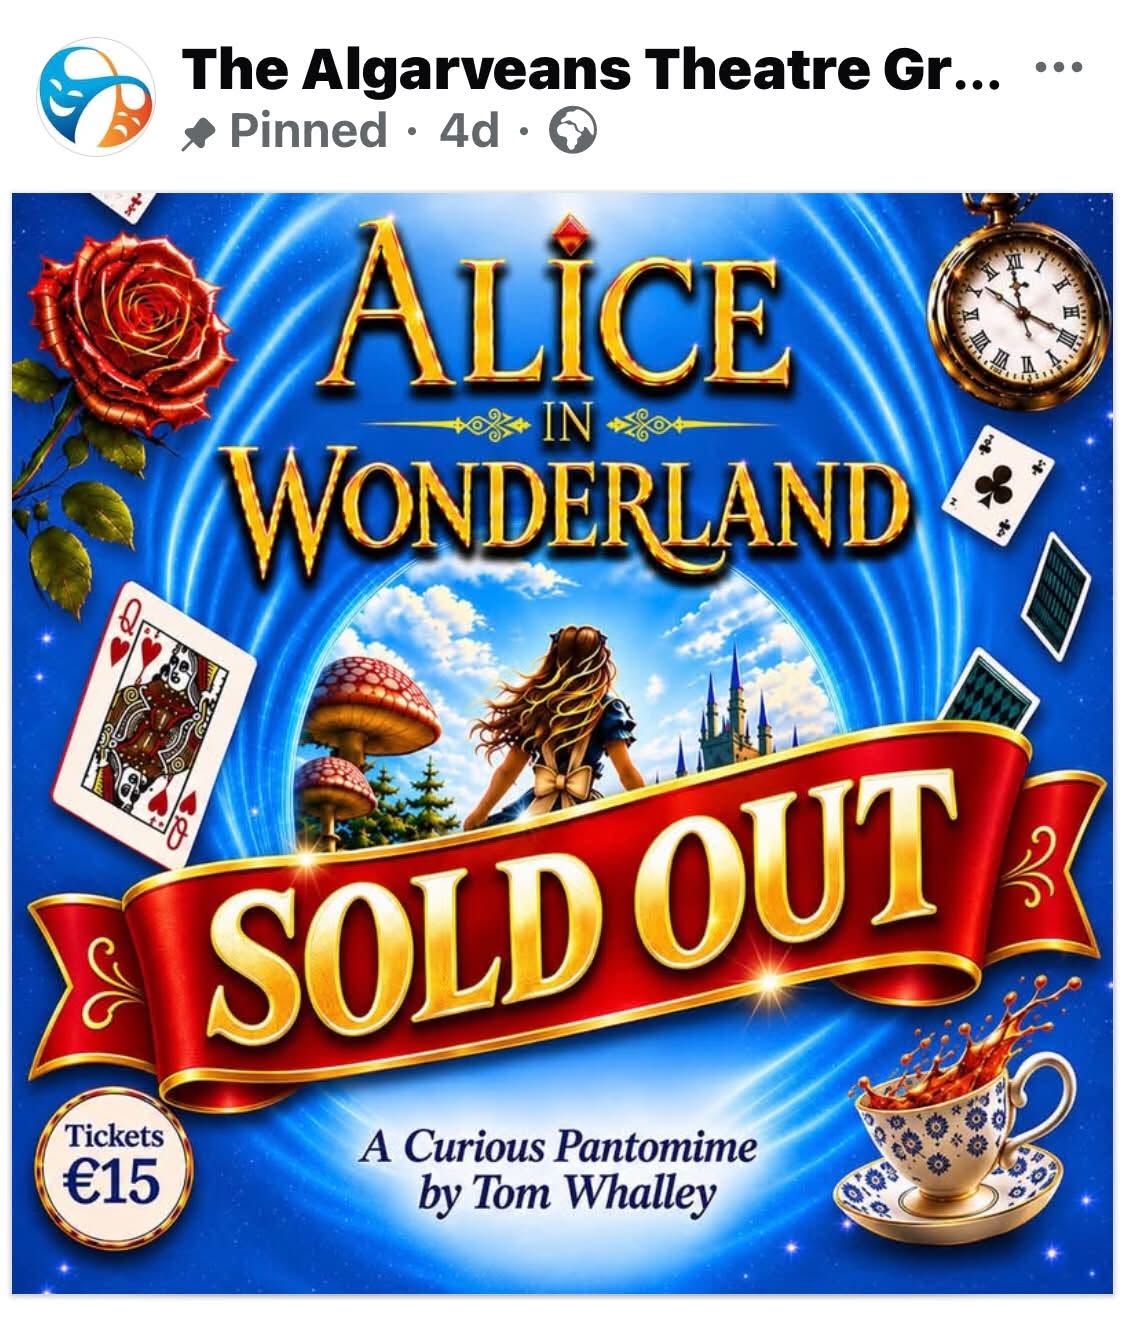 The Algarveans Theatre Gr...
Pinned · 4d ·
ALiCE
IN
WONDERLAND
Q
Q
SOLD OUT
Tickets
€15
A Curious Pantomime
by Tom Whalley